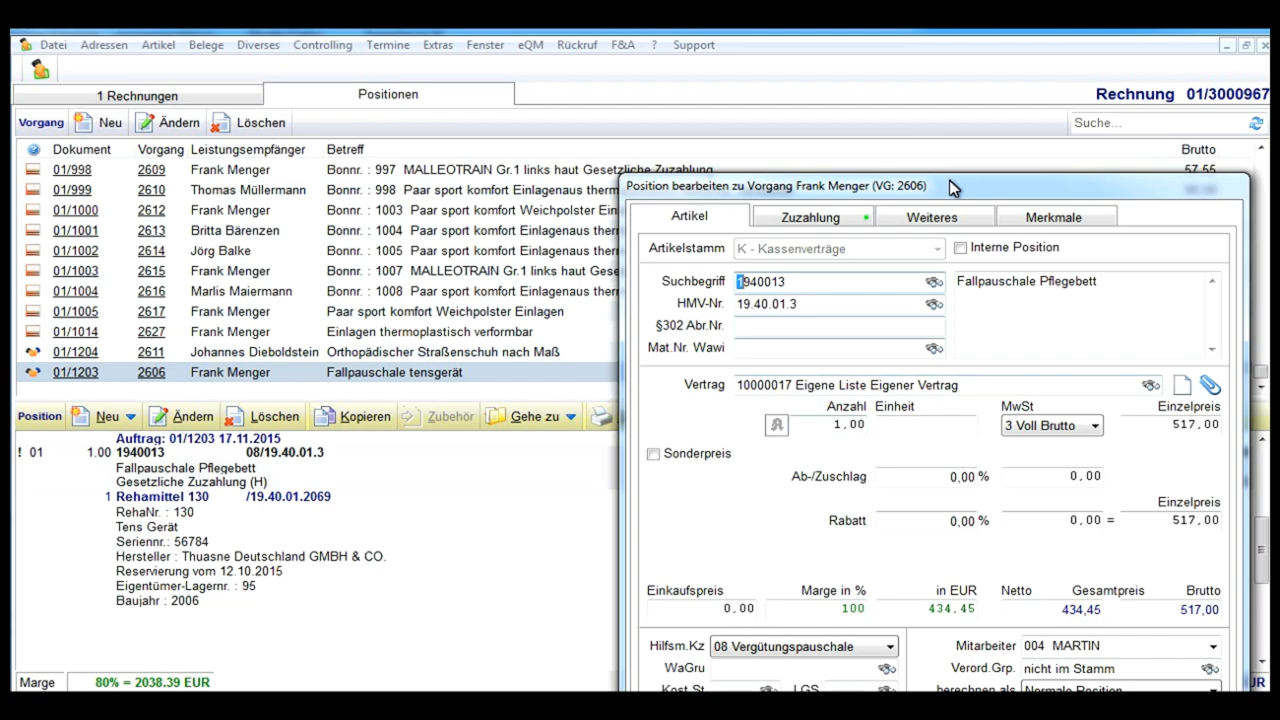 Datei Adressen Artikel Belege Diverses Controlling Termine Extras Fenster eQM Rückruf F&A ? Support
1 Rechnungen Positionen Rechnung 01/3000967
Vorgang Neu Ändern Löschen Suche...
Dokument Vorgang Leistungsempfänger Betreff Brutto
01/998 2609 Frank Menger Bonnr. : 997 MALLEOTRAIN Gr.1 links haut Gesetzliche Zuzahlung 57,55
01/999 2610 Thomas Müllermann Bonnr. : 998 Paar sport komfort Einlagenaus therm
01/1000 2612 Frank Menger Bonnr. : 1003 Paar sport komfort Weichpolster Ein
01/1001 2613 Britta Bärenzen Bonnr. : 1004 Paar sport komfort Einlagenaus therm
01/1002 2614 Jörg Balke Bonnr. : 1005 Paar sport komfort Einlagenaus therm
01/1003 2615 Frank Menger Bonnr. : 1007 MALLEOTRAIN Gr.1 links haut Gese
01/1004 2616 Marlis Maiermann Bonnr. : 1008 Paar sport komfort Einlagenaus ther
01/1005 2617 Frank Menger Paar sport komfort Weichpolster Einlagen
01/1014 2627 Frank Menger Einlagen thermoplastisch verformbar
01/1204 2611 Johannes Dieboldstein Orthopädischer Straßenschuh nach Maß
01/1203 2606 Frank Menger Fallpauschale tensgerät
Position Neu Ändern Löschen Kopieren Zubehör Gehe zu
Auftrag: 01/1203 17.11.2015
! 01 1.00 1940013 08/19.40.01.3
Fallpauschale Pflegebett
Gesetzliche Zuzahlung (H)
1 Rehamittel 130 /19.40.01.2069
RehaNr. : 130
Tens Gerät
Seriennr.: 56784
Hersteller : Thuasne Deutschland GMBH & CO.
Reservierung vom 12.10.2015
Eigentümer-Lagernr. : 95
Baujahr : 2006
Marge 80% = 2038.39 EUR
Position bearbeiten zu Vorgang Frank Menger (VG: 2606)
Artikel Zuzahlung Weiteres Merkmale
Artikelstamm K - Kassenverträge Interne Position
Suchbegriff 1940013 Fallpauschale Pflegebett
HMV-Nr. 19.40.01.3
§302 Abr.Nr.
Mat.Nr. Wawi
Vertrag 10000017 Eigene Liste Eigener Vertrag
Anzahl Einheit MwSt Einzelpreis
1,00 3 Voll Brutto 517,00
Sonderpreis
Ab-/Zuschlag 0,00 % 0,00
Einzelpreis
Rabatt 0,00 % 0,00 = 517,00
Einkaufspreis Marge in % in EUR Netto Gesamtpreis Brutto
0,00 100 434,45 434,45 517,00
Hilfsm.Kz 08 Vergütungspauschale Mitarbeiter 004 MARTIN
WaGru Verord.Grp. nicht im Stamm
Kost.St LGS berechnen als Normale Position